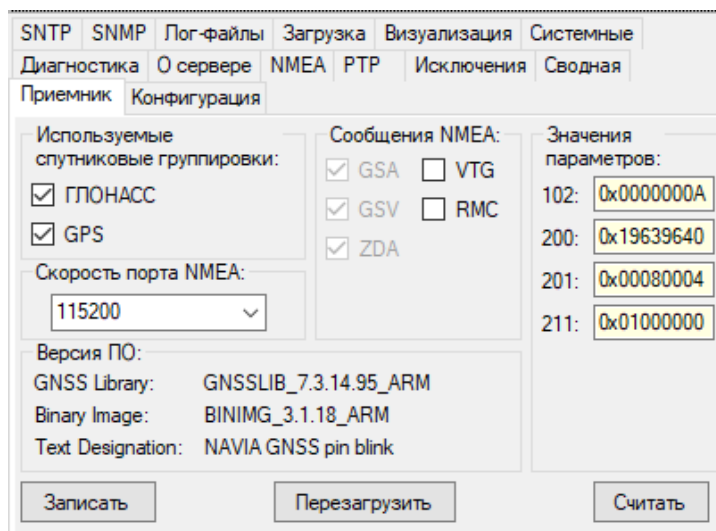 SNTP SNMP Лог-файлы Загрузка Визуализация Системные
Диагностика О сервере NMEA PTP Исключения Сводная
Приемник Конфигурация
Используемые
спутниковые группировки:
ГЛОНАСС
GPS
Скорость порта NMEA:
115200
Сообщения NMEA:
GSA VTG
GSV RMC
ZDA
Значения
параметров:
102: 0x0000000A
200: 0x19639640
201: 0x00080004
211: 0x01000000
Версия ПО:
GNSS Library: GNSSLIB_7.3.14.95_ARM
Binary Image: BINIMG_3.1.18_ARM
Text Designation: NAVIA GNSS pin blink
Записать Перезагрузить Считать